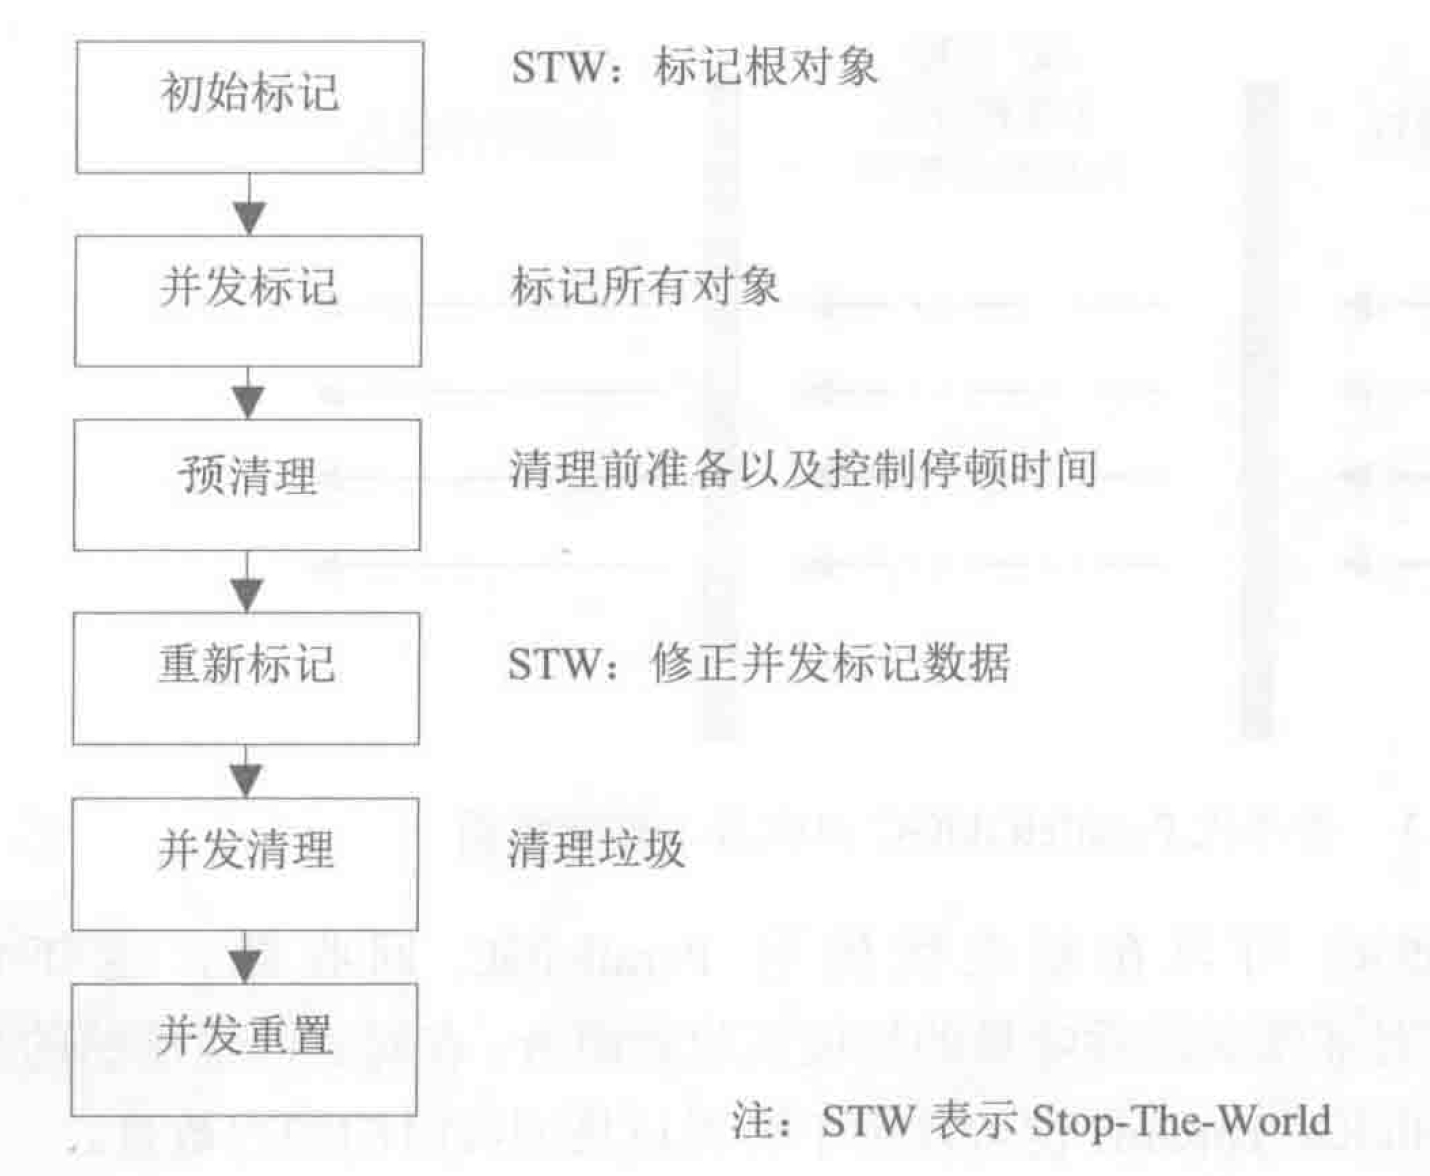 初始标记
STW：标记根对象
并发标记
标记所有对象
预清理
清理前准备以及控制停顿时间
重新标记
STW：修正并发标记数据
并发清理
清理垃圾
并发重置
注：STW 表示 Stop-The-World